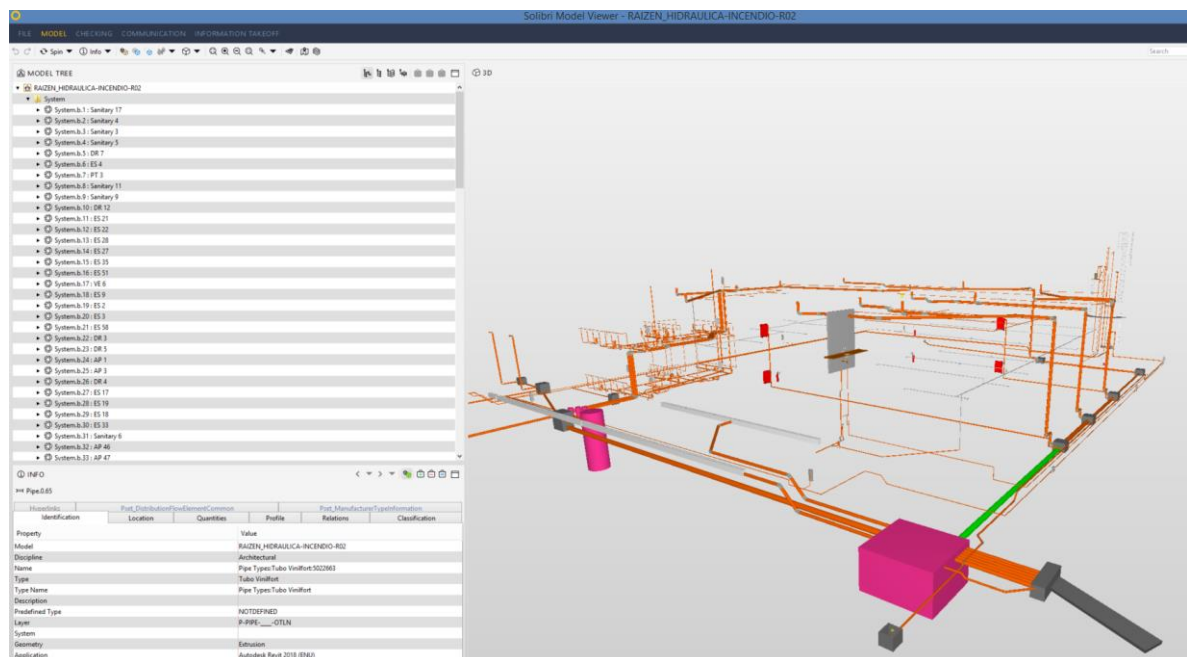 Solibri Model Viewer - RAIZEN_HIDRAULICA-INCENDIO-R02
FILE MODEL CHECKING COMMUNICATION INFORMATION TAKEOFF
Spin Info Search
MODEL TREE
3D
RAIZEN_HIDRAULICA-INCENDIO-R02
System
System.b.1 : Sanitary 17
System.b.2 : Sanitary 4
System.b.3 : Sanitary 3
System.b.4 : Sanitary 5
System.b.5 : DR 7
System.b.6 : ES 4
System.b.7 : PT 3
System.b.8 : Sanitary 11
System.b.9 : Sanitary 9
System.b.10 : DR 12
System.b.11 : ES 21
System.b.12 : ES 22
System.b.13 : ES 28
System.b.14 : ES 27
System.b.15 : ES 35
System.b.16 : ES 51
System.b.17 : VE 6
System.b.18 : ES 9
System.b.19 : ES 2
System.b.20 : ES 3
System.b.21 : ES 58
System.b.22 : DR 3
System.b.23 : DR 5
System.b.24 : AP 1
System.b.25 : AP 3
System.b.26 : DR 4
System.b.27 : ES 17
System.b.28 : ES 19
System.b.29 : ES 18
System.b.30 : ES 33
System.b.31 : Sanitary 6
System.b.32 : AP 46
System.b.33 : AP 47
INFO
Pipe.0.65
Hyperlinks Pset_DistributionFlowElementCommon Pset_ManufacturerTypeInformation
Identification Location Quantities Profile Relations Classification
Property Value
Model RAIZEN_HIDRAULICA-INCENDIO-R02
Discipline Architectural
Name Pipe Types:Tubo Vinilfort:5022663
Type Tubo Vinilfort
Type Name Pipe Types:Tubo Vinilfort
Description
Predefined Type NOTDEFINED
Layer P-PIPE-____-OTLN
System
Geometry Extrusion
Application Autodesk Revit 2018 (ENU)